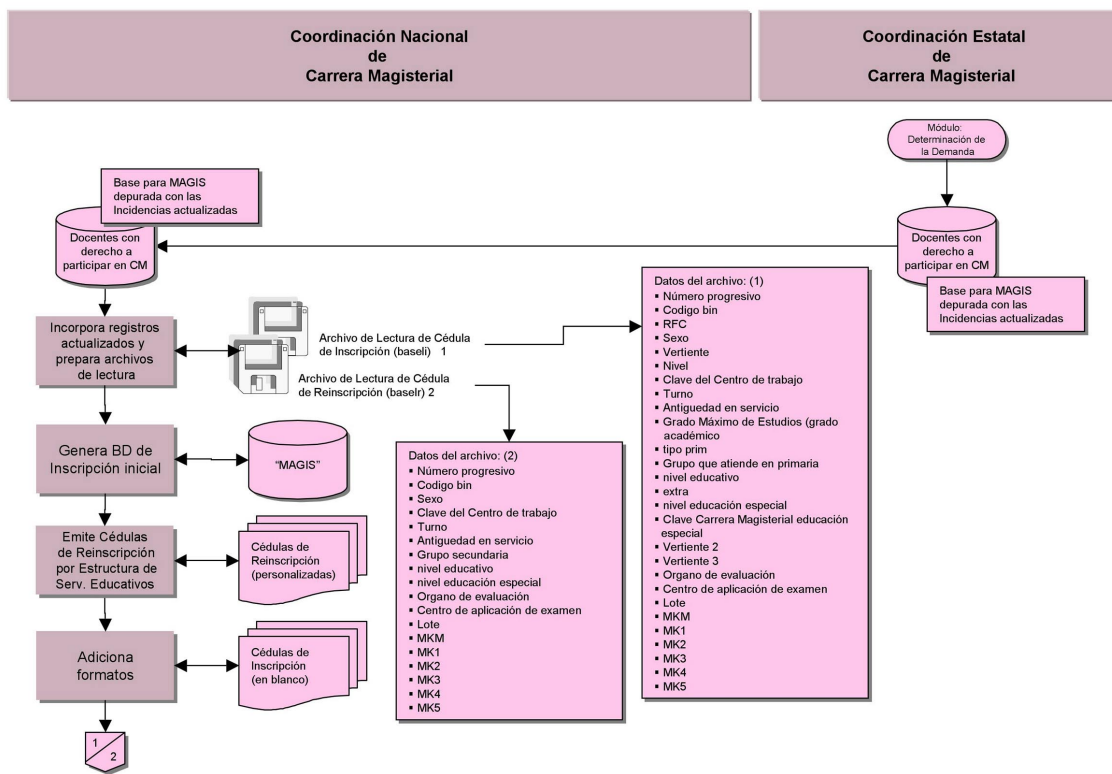 Coordinación Nacional
de
Carrera Magisterial
Coordinación Estatal
de
Carrera Magisterial
Módulo:
Determinación de
la Demanda
Base para MAGIS
depurada con las
Incidencias actualizadas
Docentes con
derecho a
participar en CM
Docentes con
derecho a
participar en CM
Base para MAGIS
depurada con las
Incidencias actualizadas
Incorpora registros
actualizados y
prepara archivos
de lectura
Archivo de Lectura de Cédula
de Inscripción (baseli) 1
Archivo de Lectura de Cédula
de Reinscripción (baselr) 2
Datos del archivo: (1)
▪ Número progresivo
▪ Codigo bin
▪ RFC
▪ Sexo
▪ Vertiente
▪ Nivel
▪ Clave del Centro de trabajo
▪ Turno
▪ Antiguedad en servicio
▪ Grado Máximo de Estudios (grado
académico
▪ tipo prim
▪ Grupo que atiende en primaria
▪ nivel educativo
▪ extra
▪ nivel educación especial
▪ Clave Carrera Magisterial educación
especial
▪ Vertiente 2
▪ Vertiente 3
▪ Organo de evaluación
▪ Centro de aplicación de examen
▪ Lote
▪ MKM
▪ MK1
▪ MK2
▪ MK3
▪ MK4
▪ MK5
Genera BD de
Inscripción inicial
“MAGIS”
Datos del archivo: (2)
▪ Número progresivo
▪ Codigo bin
▪ Sexo
▪ Clave del Centro de trabajo
▪ Turno
▪ Antiguedad en servicio
▪ Grupo secundaria
▪ nivel educativo
▪ nivel educación especial
▪ Organo de evaluación
▪ Centro de aplicación de examen
▪ Lote
▪ MKM
▪ MK1
▪ MK2
▪ MK3
▪ MK4
▪ MK5
Emite Cédulas
de Reinscripción
por Estructura de
Serv. Educativos
Cédulas de
Reinscripción
(personalizadas)
Adiciona
formatos
Cédulas de
Inscripción
(en blanco)
1
2